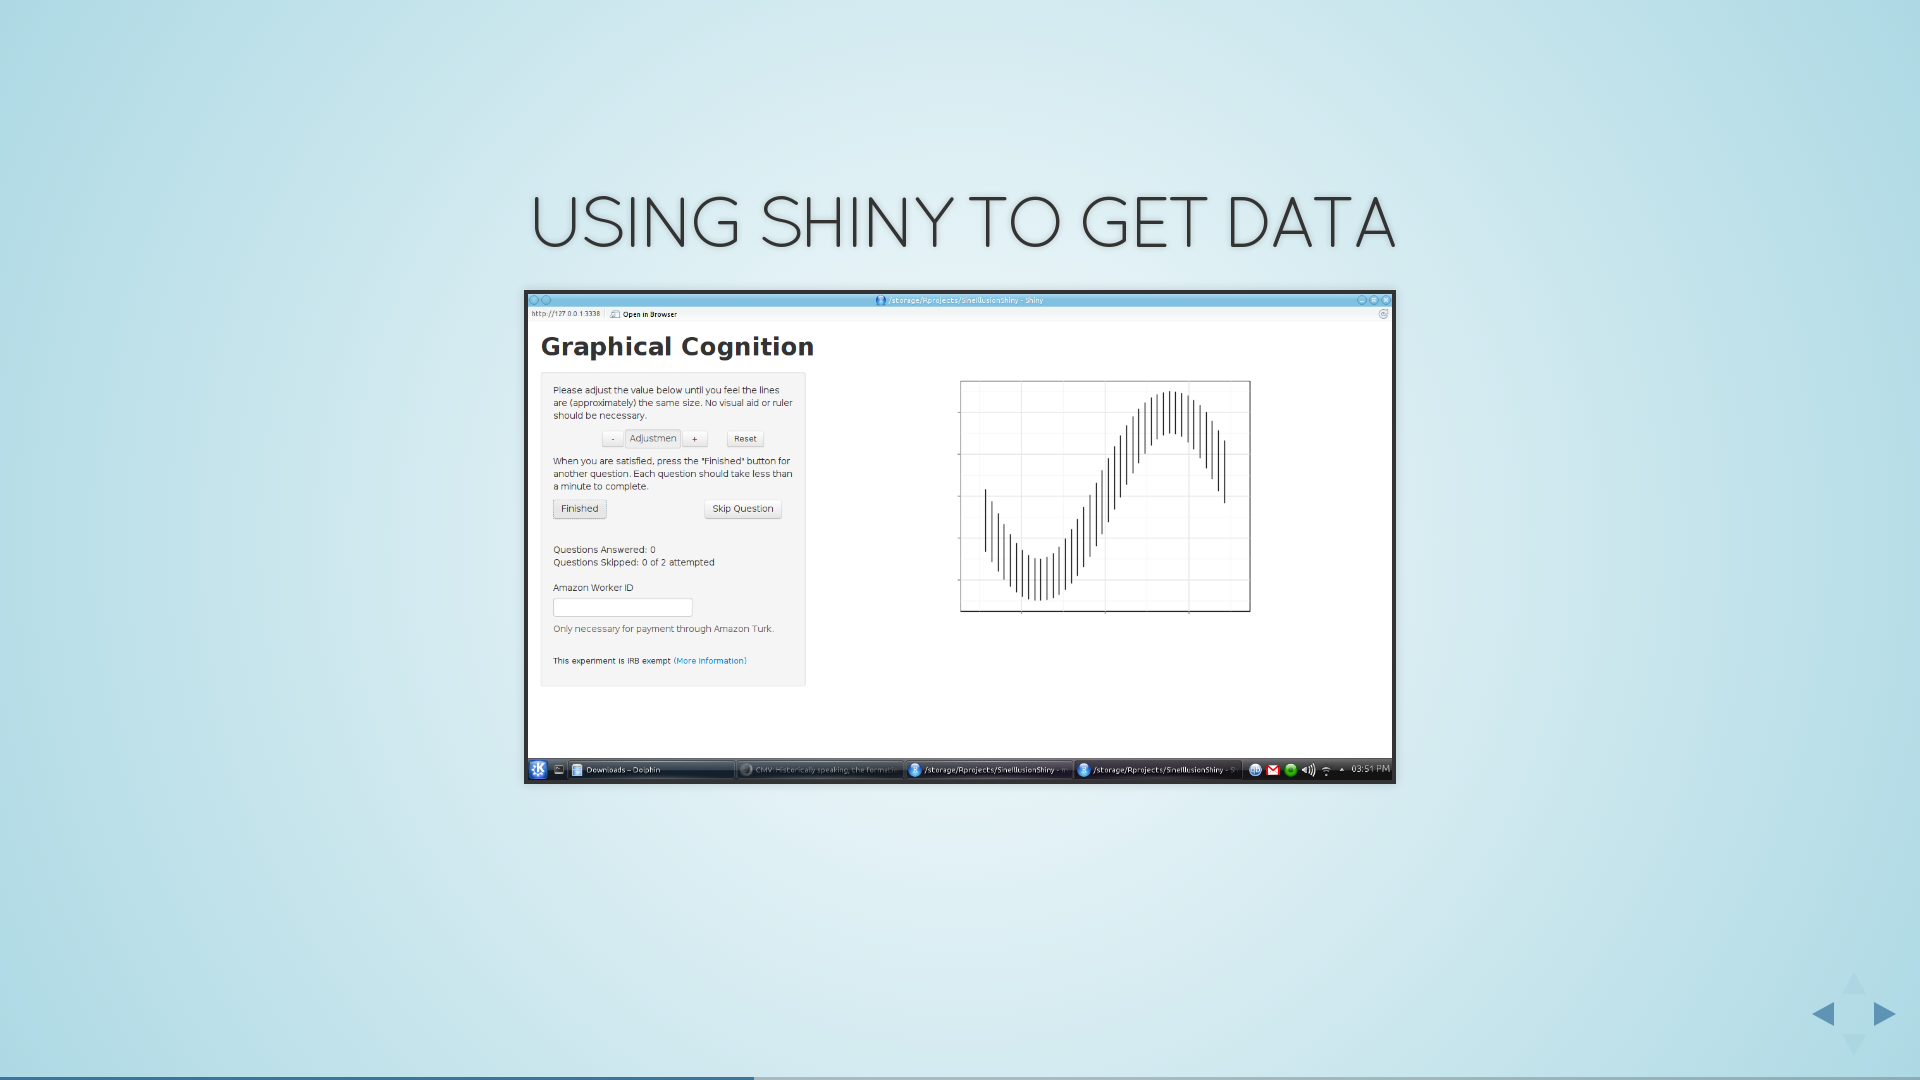 USING SHINY TO GET DATA
/storage/Rprojects/SineIllusionShiny - Shiny
http://127.0.0.1:3338 Open in Browser
Graphical Cognition
Please adjust the value below until you feel the lines
are (approximately) the same size. No visual aid or ruler
should be necessary.
- Adjustmen + Reset
When you are satisfied, press the "Finished" button for
another question. Each question should take less than
a minute to complete.
Finished Skip Question
Questions Answered: 0
Questions Skipped: 0 of 2 attempted
Amazon Worker ID
Only necessary for payment through Amazon Turk.
This experiment is IRB exempt (More Information)
Downloads – Dolphin CMV: Historically speaking, the format /storage/Rprojects/SineIllusionShiny - /storage/Rprojects/SineIllusionShiny - S 03:51 PM